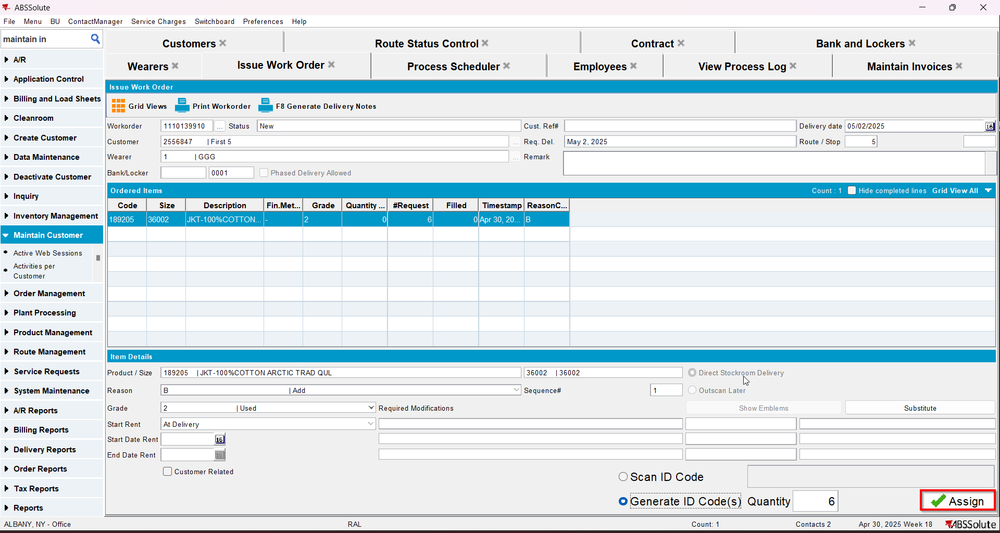 ABSSolute
File Menu BU ContactManager Service Charges Switchboard Preferences Help
maintain in
Customers
Route Status Control
Contract
Bank and Lockers
Wearers
Issue Work Order
Process Scheduler
Employees
View Process Log
Maintain Invoices
A/R
Application Control
Billing and Load Sheets
Cleanroom
Create Customer
Data Maintenance
Deactivate Customer
Inquiry
Inventory Management
Maintain Customer
Active Web Sessions
Activities per
Customer
Order Management
Plant Processing
Product Management
Route Management
Service Requests
System Maintenance
A/R Reports
Billing Reports
Delivery Reports
Order Reports
Tax Reports
Reports
Issue Work Order
Grid Views Print Workorder F8 Generate Delivery Notes
Workorder 1110139910 ... Status New Cust. Ref# Delivery date 05/02/2025 16
Customer 2556847 | First 5 ... Req. Del. May 2, 2025 Route / Stop 5
Wearer 1 | GGG ... Remark
Bank/Locker 0001 Phased Delivery Allowed
Ordered Items Count : 1 Hide completed lines Grid View All
Code Size Description Fin.Met... Grade Quantity ... #Request Filled Timestamp ReasonC...
189205 36002 JKT-100%COTTON... - 2 0 6 0 Apr 30, 20... B
Item Details
Product / Size 189205 | JKT-100%COTTON ARCTIC TRAD QUL 36002 | 36002 Direct Stockroom Delivery
Reason B | Add Sequence# 1 Outscan Later
Grade 2 | Used Required Modifications Show Emblems Substitute
Start Rent At Delivery
Start Date Rent 16
End Date Rent 16
Customer Related
Scan ID Code
Generate ID Code(s) Quantity 6 Assign
ALBANY, NY - Office RAL Count: 1 Contacts 2 Apr 30, 2025 Week 18 ABSSolute